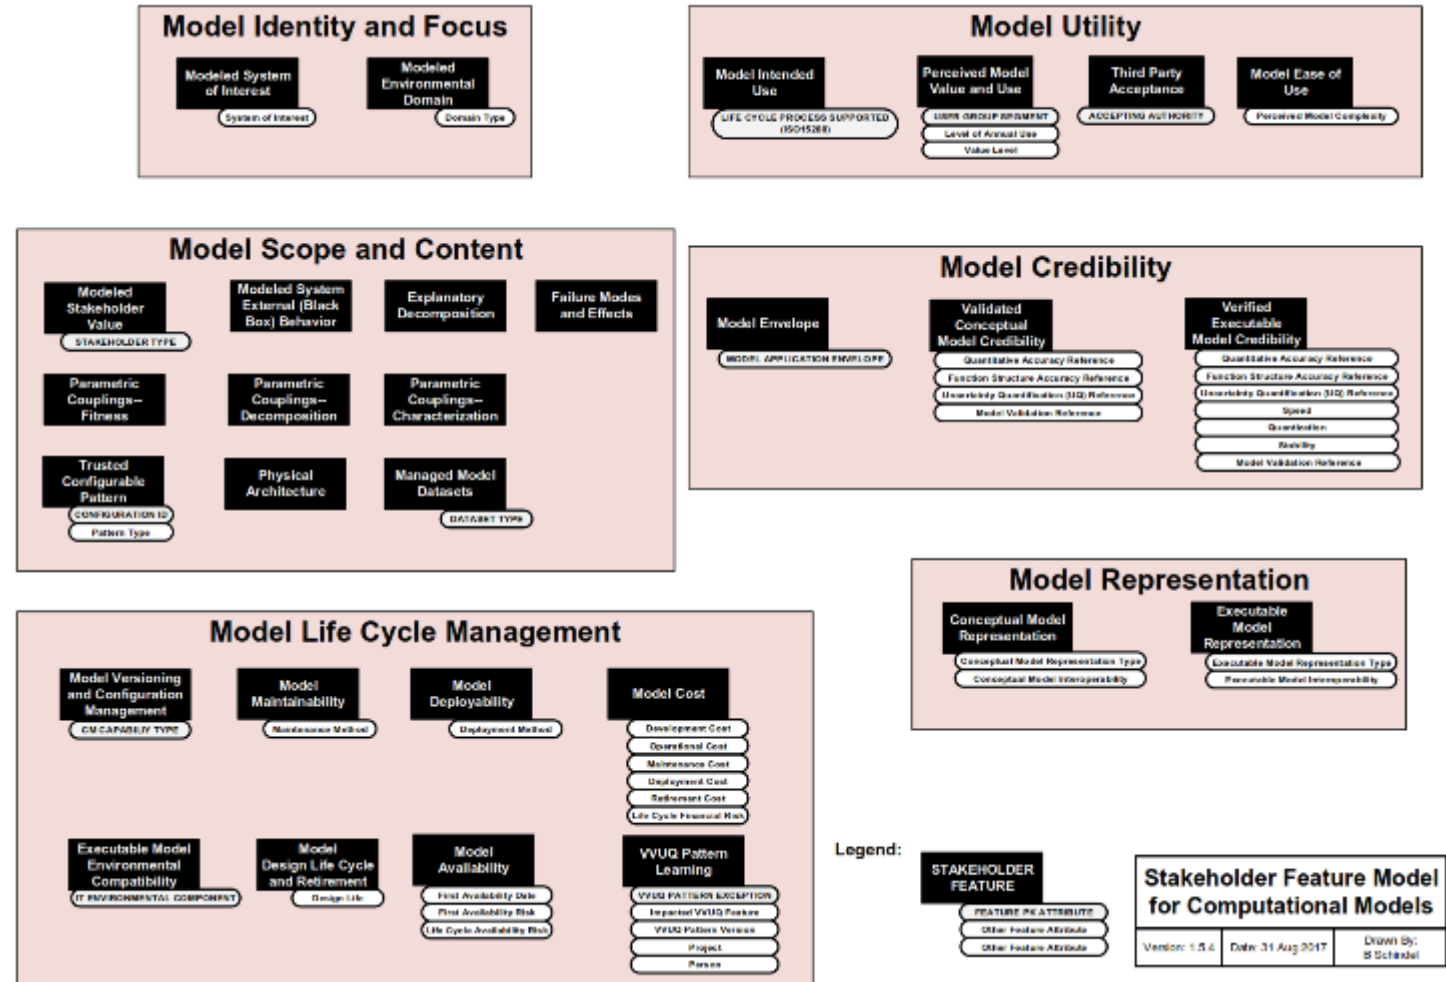 Model Identity and Focus
Modeled System
of Interest
System of Interest
Modeled
Environmental
Domain
Domain Type
Model Utility
Model Intended
Use
LIFE CYCLE PROCESS SUPPORTED
(ISO15288)
Perceived Model
Value and Use
USER GROUP SEGMENT
Level of Annual Use
Value Level
Third Party
Acceptance
ACCEPTING AUTHORITY
Model Ease of
Use
Perceived Model Complexity
Model Scope and Content
Modeled
Stakeholder
Value
STAKEHOLDER TYPE
Modeled System
External (Black
Box) Behavior
Explanatory
Decomposition
Failure Modes
and Effects
Parametric
Couplings--
Fitness
Parametric
Couplings--
Decomposition
Parametric
Couplings--
Characterization
Trusted
Configurable
Pattern
CONFIGURATION ID
Pattern Type
Physical
Architecture
Managed Model
Datasets
DATASET TYPE
Model Credibility
Model Envelope
MODEL APPLICATION ENVELOPE
Validated
Conceptual
Model Credibility
Quantitative Accuracy Reference
Function Structure Accuracy Reference
Uncertainty Quantification (UQ) Reference
Model Validation Reference
Verified
Executable
Model Credibility
Quantitative Accuracy Reference
Function Structure Accuracy Reference
Uncertainty Quantification (UQ) Reference
Speed
Quantization
Stability
Model Validation Reference
Model Representation
Conceptual Model
Representation
Conceptual Model Representation Type
Conceptual Model Interoperability
Executable
Model
Representation
Executable Model Representation Type
Executable Model Interoperability
Model Life Cycle Management
Model Versioning
and Configuration
Management
CM CAPABILIY TYPE
Model
Maintainability
Maintenance Method
Model
Deployability
Deployment Method
Model Cost
Development Cost
Operational Cost
Maintenance Cost
Deployment Cost
Retirement Cost
Life Cycle Financial Risk
Executable Model
Environmental
Compatibility
IT ENVIRONMENTAL COMPONENT
Model
Design Life Cycle
and Retirement
Design Life
Model
Availability
First Availability Date
First Availability Risk
Life Cycle Availability Risk
VVUQ Pattern
Learning
VVUQ PATTERN EXCEPTION
Impacted VVUQ Feature
VVUQ Pattern Version
Project
Person
Legend:
STAKEHOLDER
FEATURE
FEATURE PK ATTRIBUTE
Other Feature Attribute
Other Feature Attribute
Stakeholder Feature Model
for Computational Models
Version: 1.5.4
Date: 31 Aug 2017
Drawn By:
B Schindel